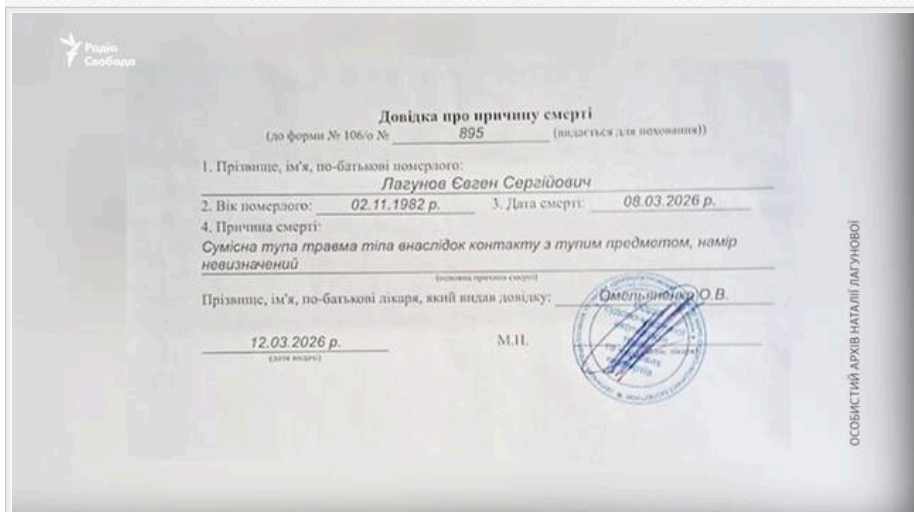 Радіо
Свобода
Довідка про причину смерті
(до форми № 106/о № 895 (видається для поховання))
1. Прізвище, ім'я, по-батькові померлого:
Лагунов Євген Сергійович
2. Вік померлого: 02.11.1982 р. 3. Дата смерті: 08.03.2026 р.
4. Причина смерті:
Сумісна тупа травма тіла внаслідок контакту з тупим предметом, намір
невизначений
(основна причина смерті)
Прізвище, ім'я, по-батькові лікаря, який видав довідку: Омельяненко О.В.
12.03.2026 р. М.П.
(дата видачі)
ОСОБИСТИЙ АРХІВ НАТАЛІЇ ЛАГУНОВОЇ